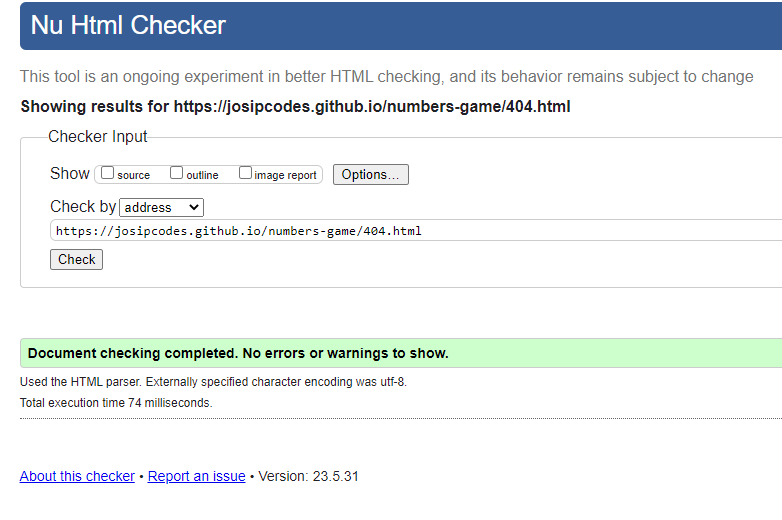 Nu Html Checker
This tool is an ongoing experiment in better HTML checking, and its behavior remains subject to change
Showing results for https://josipcodes.github.io/numbers-game/404.html
Checker Input
Show source outline image report Options...
Check by address
https://josipcodes.github.io/numbers-game/404.html
Check
Document checking completed. No errors or warnings to show.
Used the HTML parser. Externally specified character encoding was utf-8.
Total execution time 74 milliseconds.
About this checker • Report an issue • Version: 23.5.31